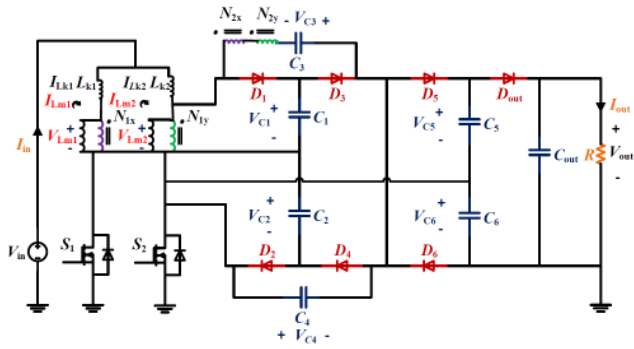 N2x N2y - VC3 +
C3
ILk1 Lk1 ILk2 Lk2
ILm1 ILm2
D1 D3 D5 Dout
N1x N1y
+ VLm1 - + VLm2 -
Iin
+ VC1 - C1
+ VC5 - C5
Cout
Iout
R + Vout -
+ VC2 - C2
+ VC6 - C6
Vin
S1 S2
D2 D4 D6
C4
+ VC4 -